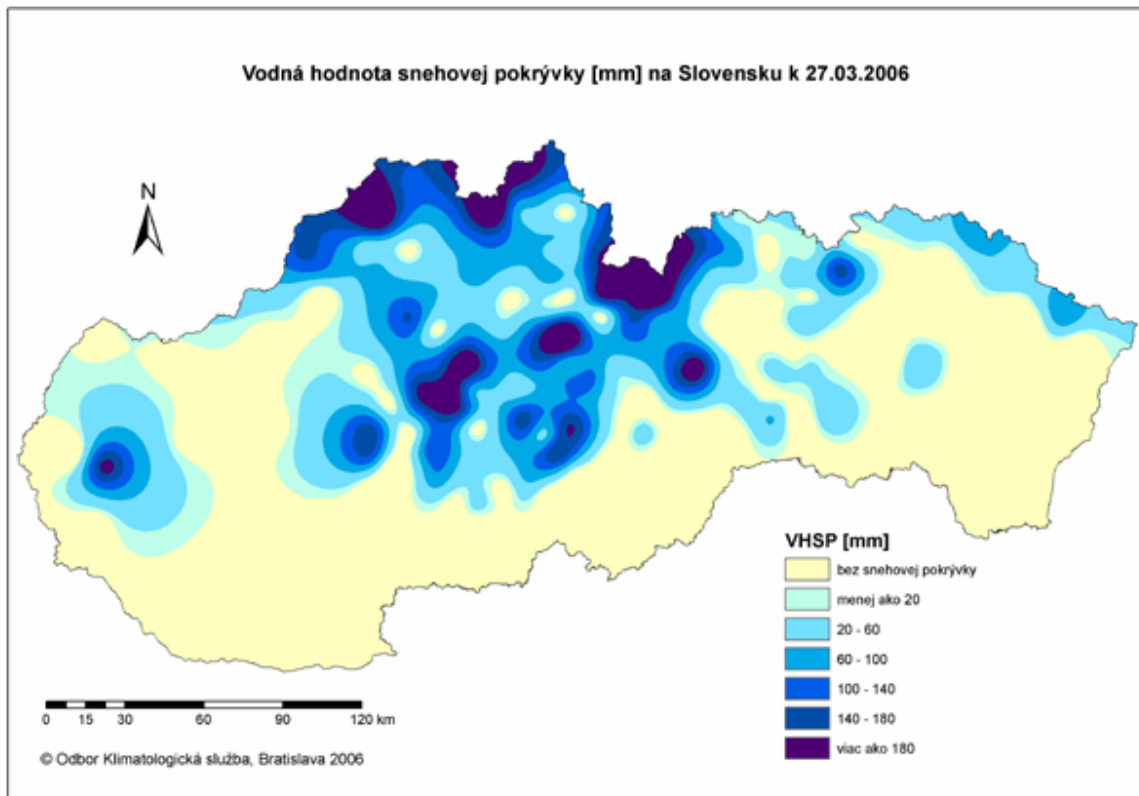 Vodná hodnota snehovej pokrývky [mm] na Slovensku k 27.03.2006
N
VHSP [mm]
bez snehovej pokrývky
menej ako 20
20 - 60
60 - 100
100 - 140
140 - 180
viac ako 180
0 15 30 60 90 120 km
© Odbor Klimatologická služba, Bratislava 2006